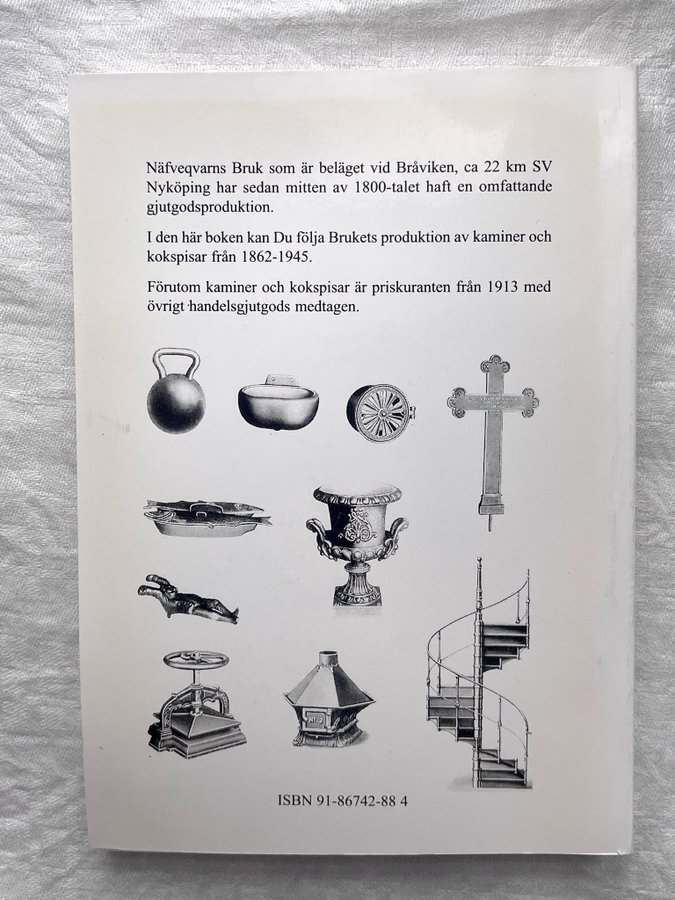 Näfveqvarns Bruk som är beläget vid Bråviken, ca 22 km SV
Nyköping har sedan mitten av 1800-talet haft en omfattande
gjutgodsproduktion.
I den här boken kan Du följa Brukets produktion av kaminer och
kokspisar från 1862-1945.
Förutom kaminer och kokspisar är priskuranten från 1913 med
övrigt handelsgjutgods medtagen.
ISBN 91-86742-88 4